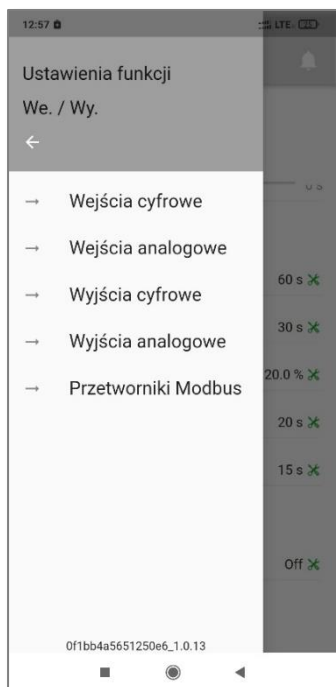 12:57
LTE
Ustawienia funkcji
We. / Wy.
Wejścia cyfrowe
Wejścia analogowe
60 s
Wyjścia cyfrowe
30 s
Wyjścia analogowe
20.0 %
Przetworniki Modbus
20 s
15 s
Off
0f1bb4a5651250e6_1.0.13